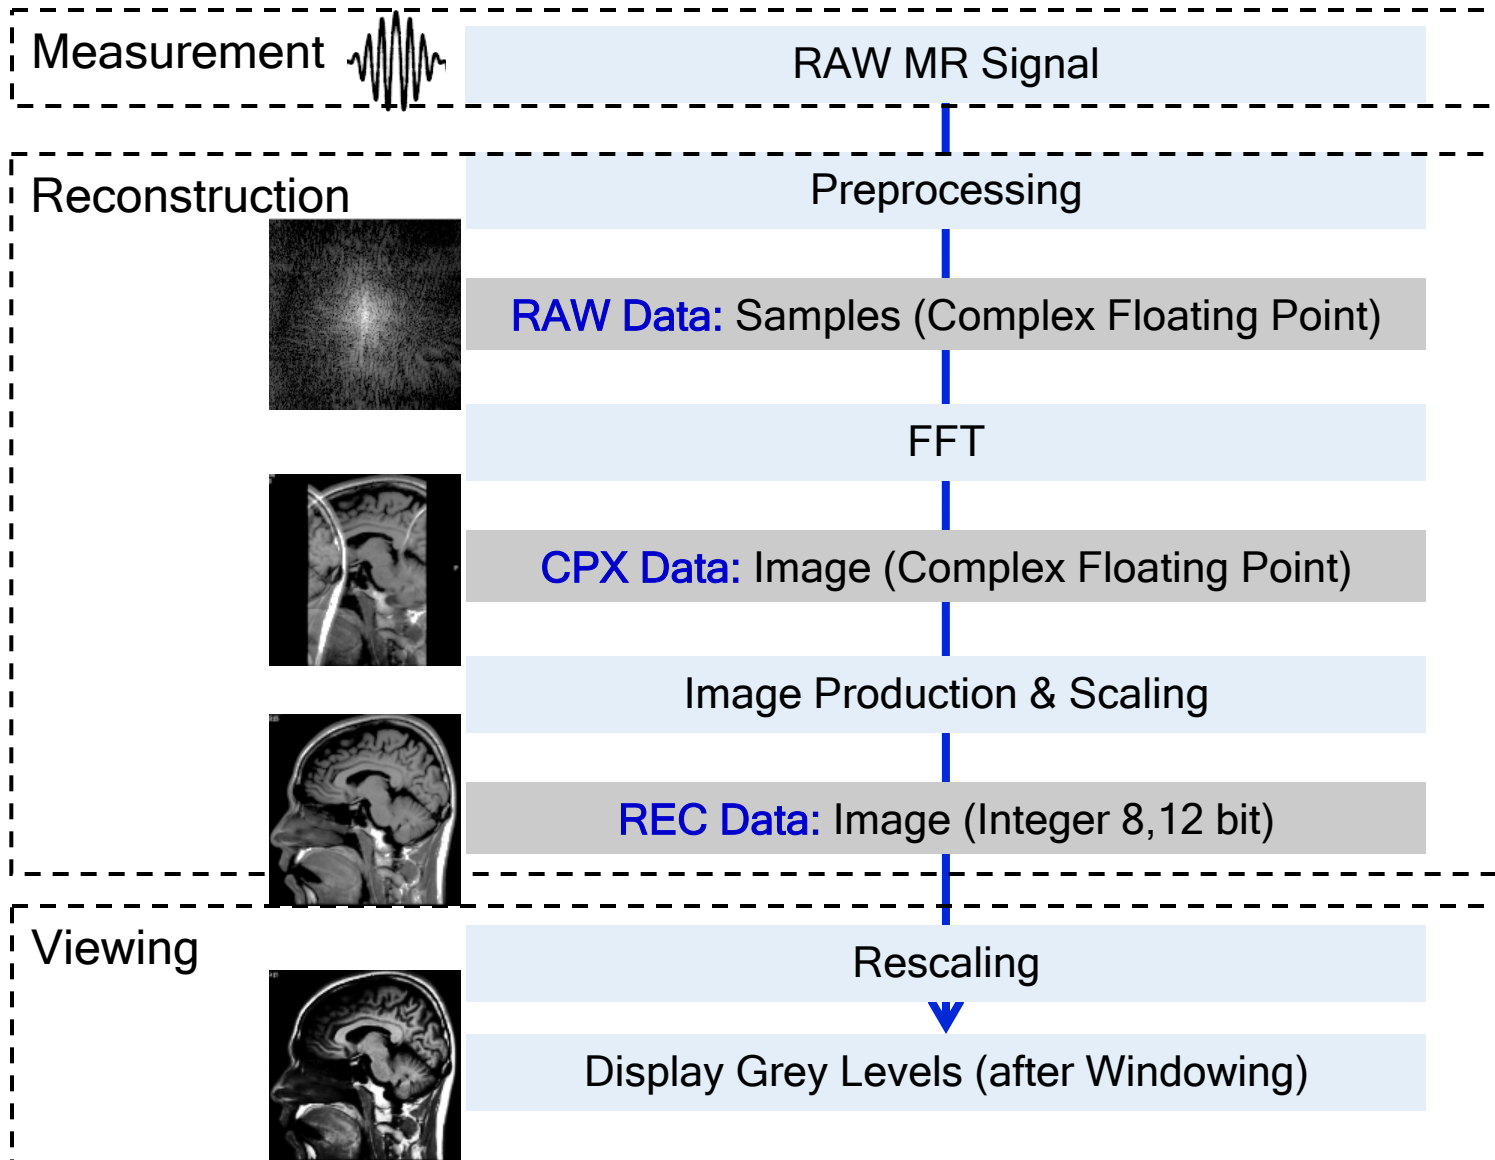 Measurement
RAW MR Signal
Reconstruction
Preprocessing
RAW Data: Samples (Complex Floating Point)
FFT
CPX Data: Image (Complex Floating Point)
Image Production & Scaling
REC Data: Image (Integer 8,12 bit)
Viewing
Rescaling
Display Grey Levels (after Windowing)